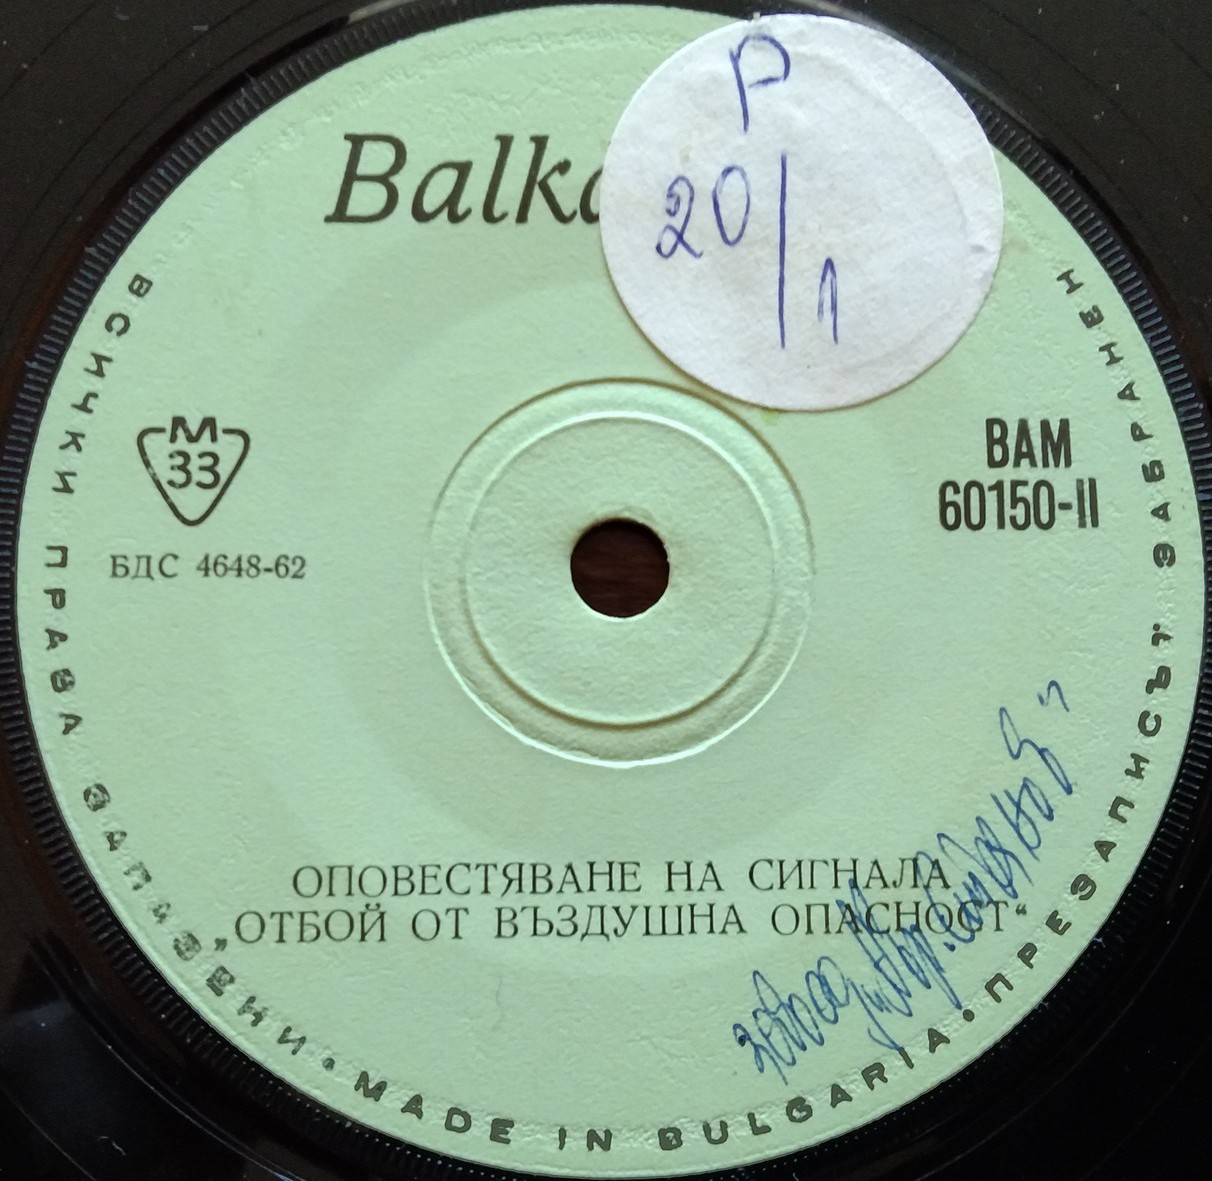 Balka
Р
20/1
М
33
БДС 4648-62
ВАМ
60150-II
ОПОВЕСТЯВАНЕ НА СИГНАЛА
„ОТБОЙ ОТ ВЪЗДУШНА ОПАСНОСТ“
ВСИЧКИ ПРАВА ЗАПАЗЕНИ • MADE IN BULGARIA • ПРЕЗАПИСЪТ ЗАБРАНЕН